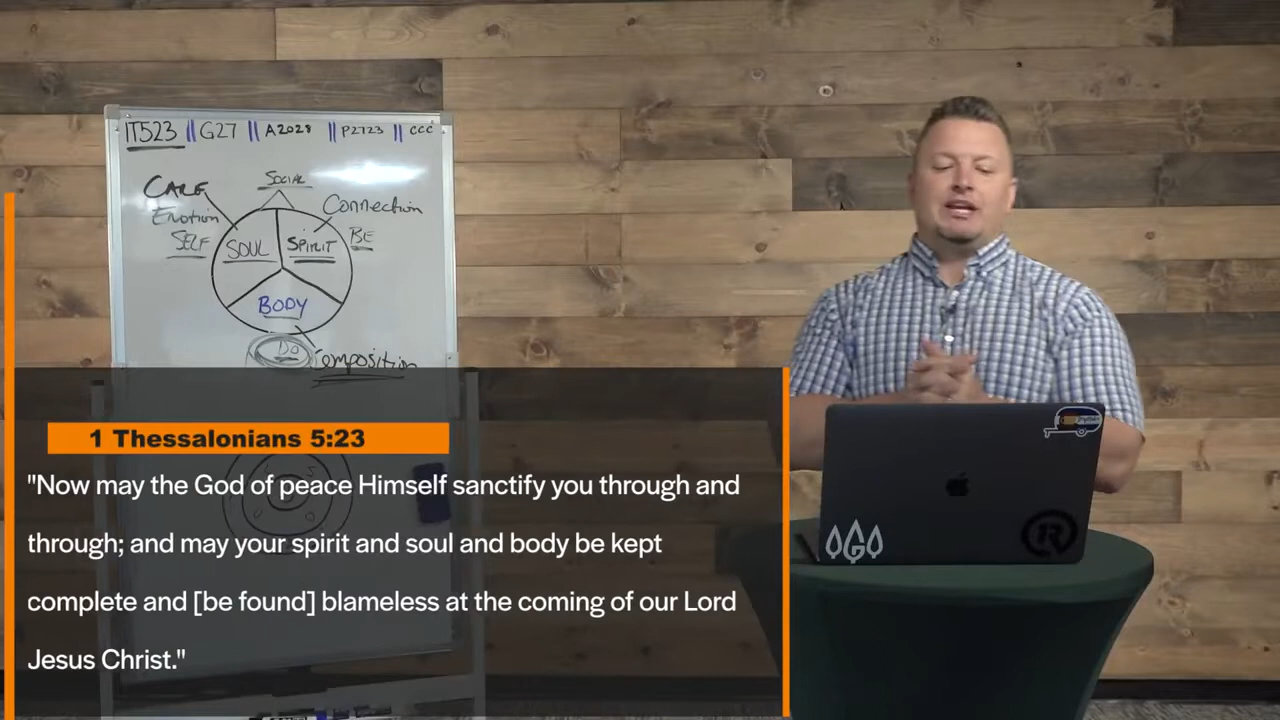 IT523 || G27 || A2028 || P2723 || CCC
SOCIAL
CARE
Connection
Emotion
SELF
SOUL
SPIRIT
BE
BODY
DO
Composition
1 Thessalonians 5:23
"Now may the God of peace Himself sanctify you through and
through; and may your spirit and soul and body be kept
complete and [be found] blameless at the coming of our Lord
Jesus Christ."
R